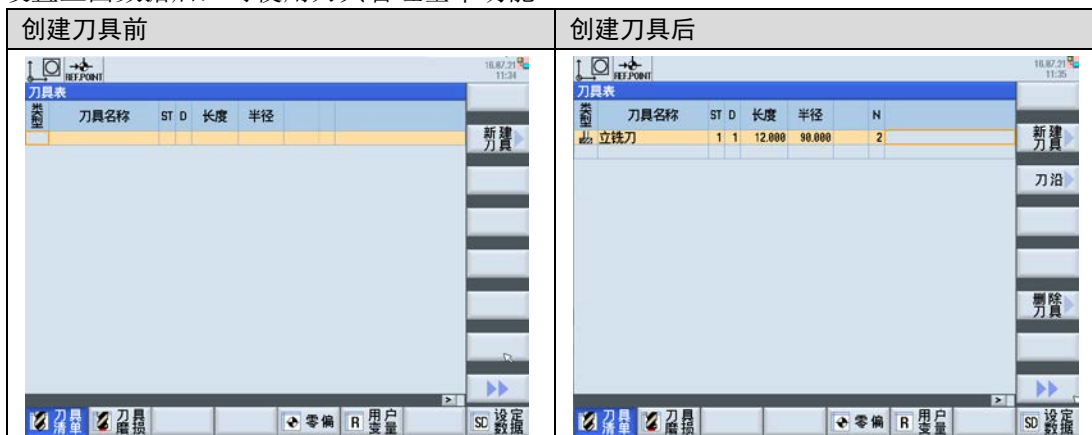 创建刀具前
创建刀具后
REF.POINT
16.07.21
11:34
刀具表
类型 刀具名称 ST D 长度 半径
新建刀具
刀具清单 刀具磨损 零偏 R 用户变量 SD 设定数据
REF.POINT
16.07.21
11:35
刀具表
类型 刀具名称 ST D 长度 半径 N
立铣刀 1 1 12.000 90.000 2
新建刀具
刀沿
删除刀具
刀具清单 刀具磨损 零偏 R 用户变量 SD 设定数据